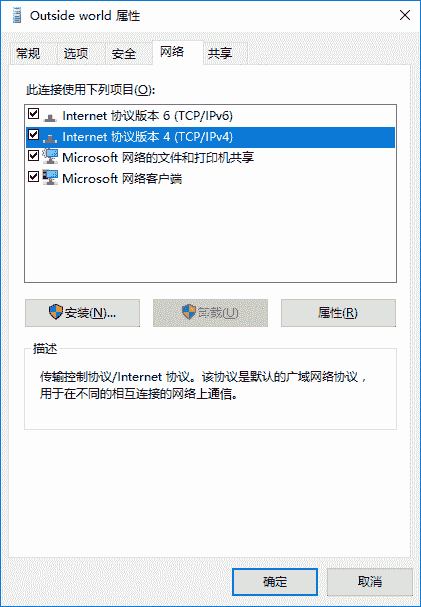 Outside world 属性
常规 选项 安全 网络 共享
此连接使用下列项目(O):
Internet 协议版本 6 (TCP/IPv6)
Internet 协议版本 4 (TCP/IPv4)
Microsoft 网络的文件和打印机共享
Microsoft 网络客户端
安装(N)... 卸载(U) 属性(R)
描述
传输控制协议/Internet 协议。该协议是默认的广域网络协议，
用于在不同的相互连接的网络上通信。
确定 取消